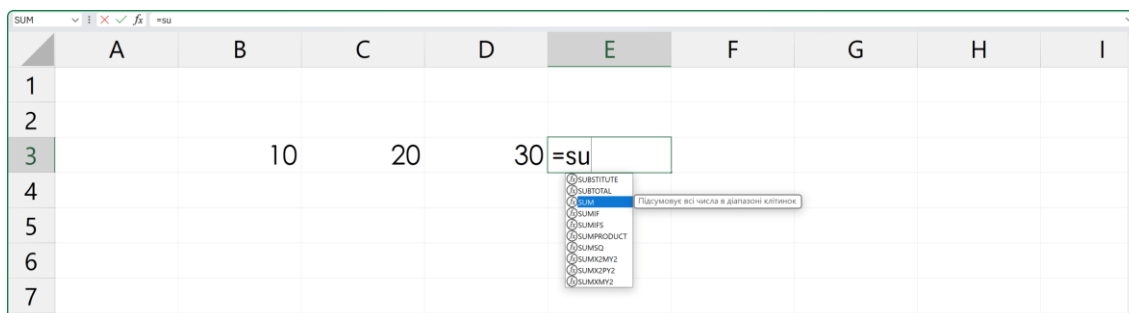 SUM fx =su
A B C D E F G H I
1
2
3 10 20 30 =su
4
5
6
7
SUBSTITUTE
SUBTOTAL
SUM Підсумовує всі числа в діапазоні клітинок
SUMIF
SUMIFS
SUMPRODUCT
SUMSQ
SUMX2MY2
SUMX2PY2
SUMXMY2